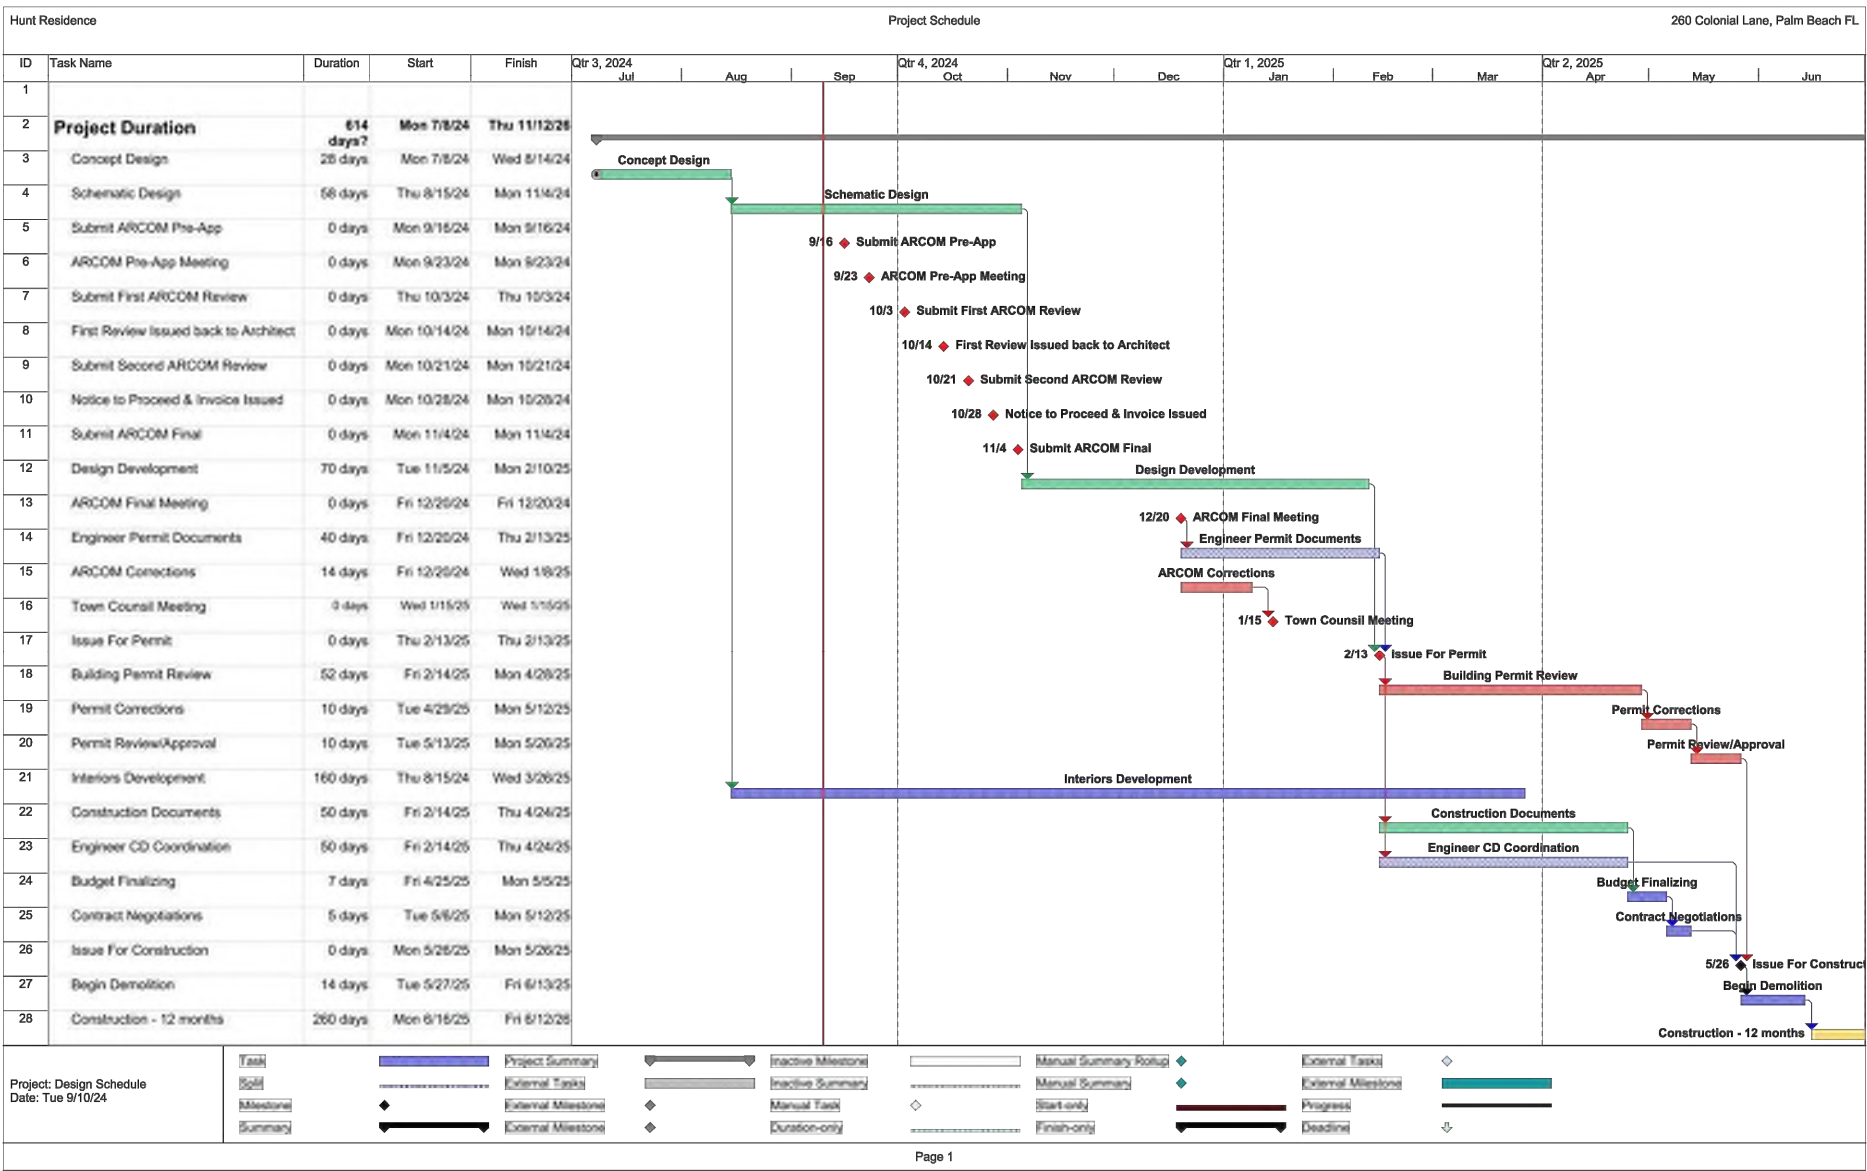 Hunt Residence Project Schedule 260 Colonial Lane, Palm Beach FL
ID Task Name Duration Start Finish Qtr 3, 2024 Qtr 4, 2024 Qtr 1, 2025 Qtr 2, 2025
Jul Aug Sep Oct Nov Dec Jan Feb Mar Apr May Jun
1
2 Project Duration 614 Mon 7/8/24 Thu 11/12/26
days?
3 Concept Design 28 days Mon 7/8/24 Wed 8/14/24 Concept Design
4 Schematic Design 58 days Thu 8/15/24 Mon 11/4/24 Schematic Design
5 Submit ARCOM Pre-App 0 days Mon 9/16/24 Mon 9/16/24 9/16 Submit ARCOM Pre-App
6 ARCOM Pre-App Meeting 0 days Mon 9/23/24 Mon 9/23/24 9/23 ARCOM Pre-App Meeting
7 Submit First ARCOM Review 0 days Thu 10/3/24 Thu 10/3/24 10/3 Submit First ARCOM Review
8 First Review Issued back to Architect 0 days Mon 10/14/24 Mon 10/14/24 10/14 First Review Issued back to Architect
9 Submit Second ARCOM Review 0 days Mon 10/21/24 Mon 10/21/24 10/21 Submit Second ARCOM Review
10 Notice to Proceed & Invoice Issued 0 days Mon 10/28/24 Mon 10/28/24 10/28 Notice to Proceed & Invoice Issued
11 Submit ARCOM Final 0 days Mon 11/4/24 Mon 11/4/24 11/4 Submit ARCOM Final
12 Design Development 70 days Tue 11/5/24 Mon 2/10/25 Design Development
13 ARCOM Final Meeting 0 days Fri 12/20/24 Fri 12/20/24 12/20 ARCOM Final Meeting
14 Engineer Permit Documents 40 days Fri 12/20/24 Thu 2/13/25 Engineer Permit Documents
15 ARCOM Corrections 14 days Fri 12/20/24 Wed 1/8/25 ARCOM Corrections
16 Town Counsil Meeting 0 days Wed 1/15/25 Wed 1/15/25 1/15 Town Counsil Meeting
17 Issue For Permit 0 days Thu 2/13/25 Thu 2/13/25 2/13 Issue For Permit
18 Building Permit Review 52 days Fri 2/14/25 Mon 4/28/25 Building Permit Review
19 Permit Corrections 10 days Tue 4/29/25 Mon 5/12/25 Permit Corrections
20 Permit Review/Approval 10 days Tue 5/13/25 Mon 5/26/25 Permit Review/Approval
21 Interiors Development 160 days Thu 8/15/24 Wed 3/26/25 Interiors Development
22 Construction Documents 50 days Fri 2/14/25 Thu 4/24/25 Construction Documents
23 Engineer CD Coordination 50 days Fri 2/14/25 Thu 4/24/25 Engineer CD Coordination
24 Budget Finalizing 7 days Fri 4/25/25 Mon 5/5/25 Budget Finalizing
25 Contract Negotiations 5 days Tue 5/6/25 Mon 5/12/25 Contract Negotiations
26 Issue For Construction 0 days Mon 5/26/25 Mon 5/26/25 5/26 Issue For Construct
27 Begin Demolition 14 days Tue 5/27/25 Fri 6/13/25 Begin Demolition
28 Construction - 12 months 260 days Mon 6/16/25 Fri 6/12/26 Construction - 12 months
Task Project Summary Inactive Milestone Manual Summary Rollup External Tasks
Split External Tasks Inactive Summary Manual Summary External Milestone
Milestone External Milestone Manual Task Start-only Progress
Summary External Milestone Duration-only Finish-only Deadline
Project: Design Schedule
Date: Tue 9/10/24
Page 1